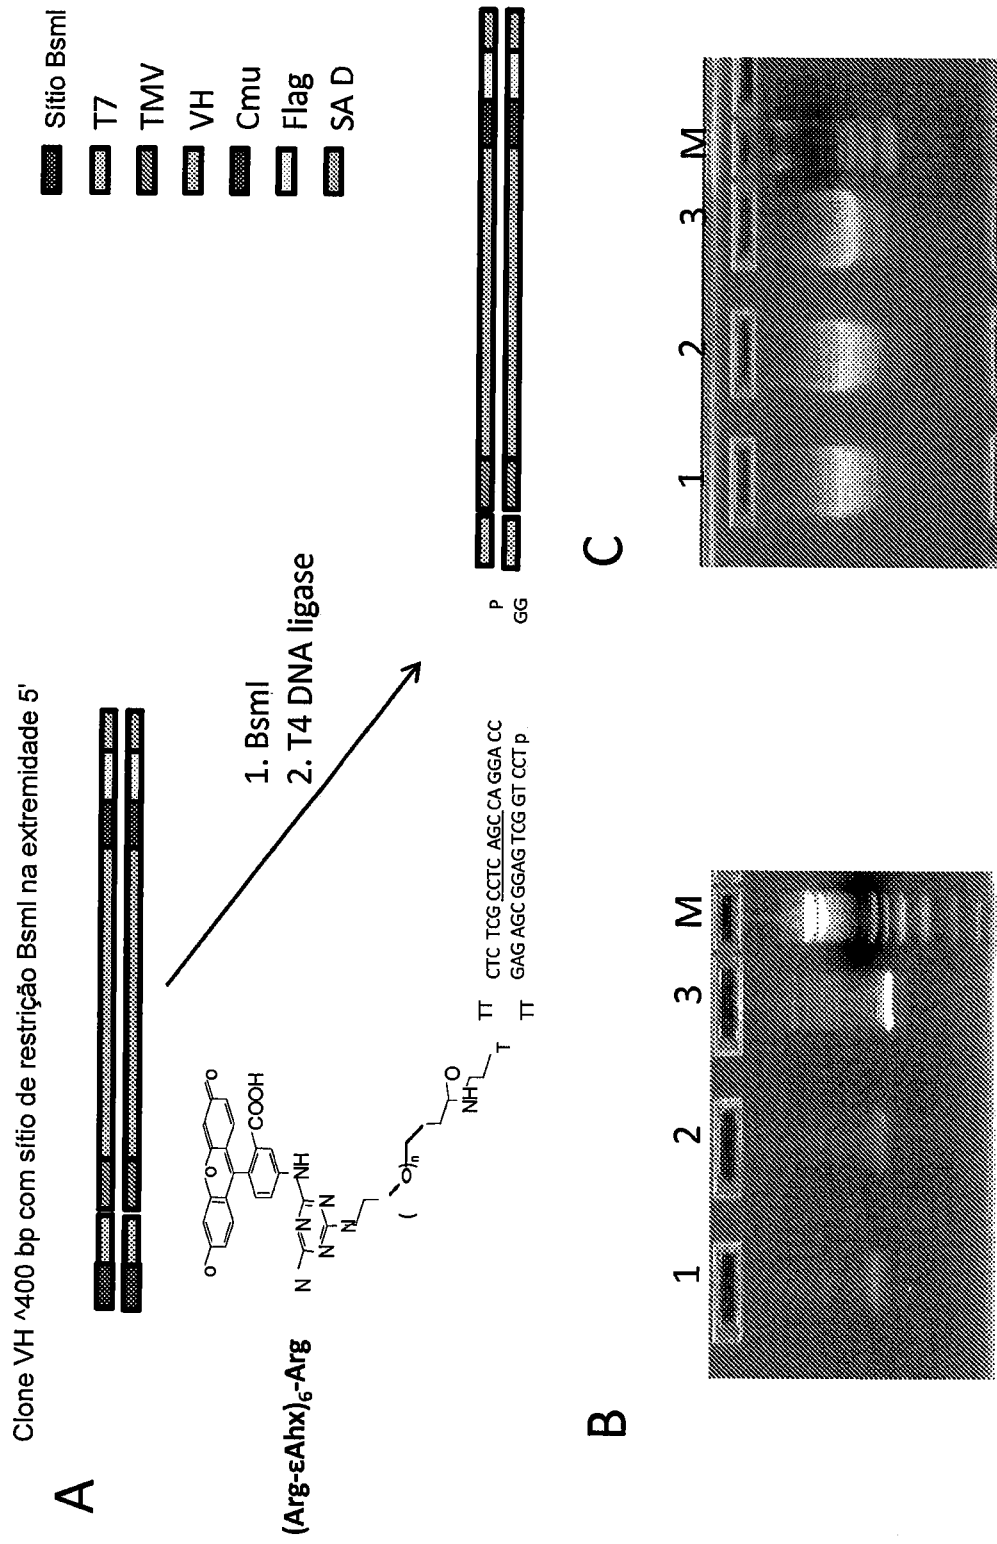 Clone VH ^400 bp com sítio de restrição BsmI na extremidade 5'
A
Sítio BsmI
T7
TMV
VH
Cmu
Flag
SA D
1. BsmI
2. T4 DNA ligase
(Arg-εAhx)6-Arg
O
O
O
COOH
NH
N
N
N
N
N
(
O
)n
O
NH
T
TT CTC TCG CCTC AGC CA GGA CC
TT GAG AGC GGAG TCG GT CCT p
P
GG
B
1 2 3 M
C
1 2 3 M